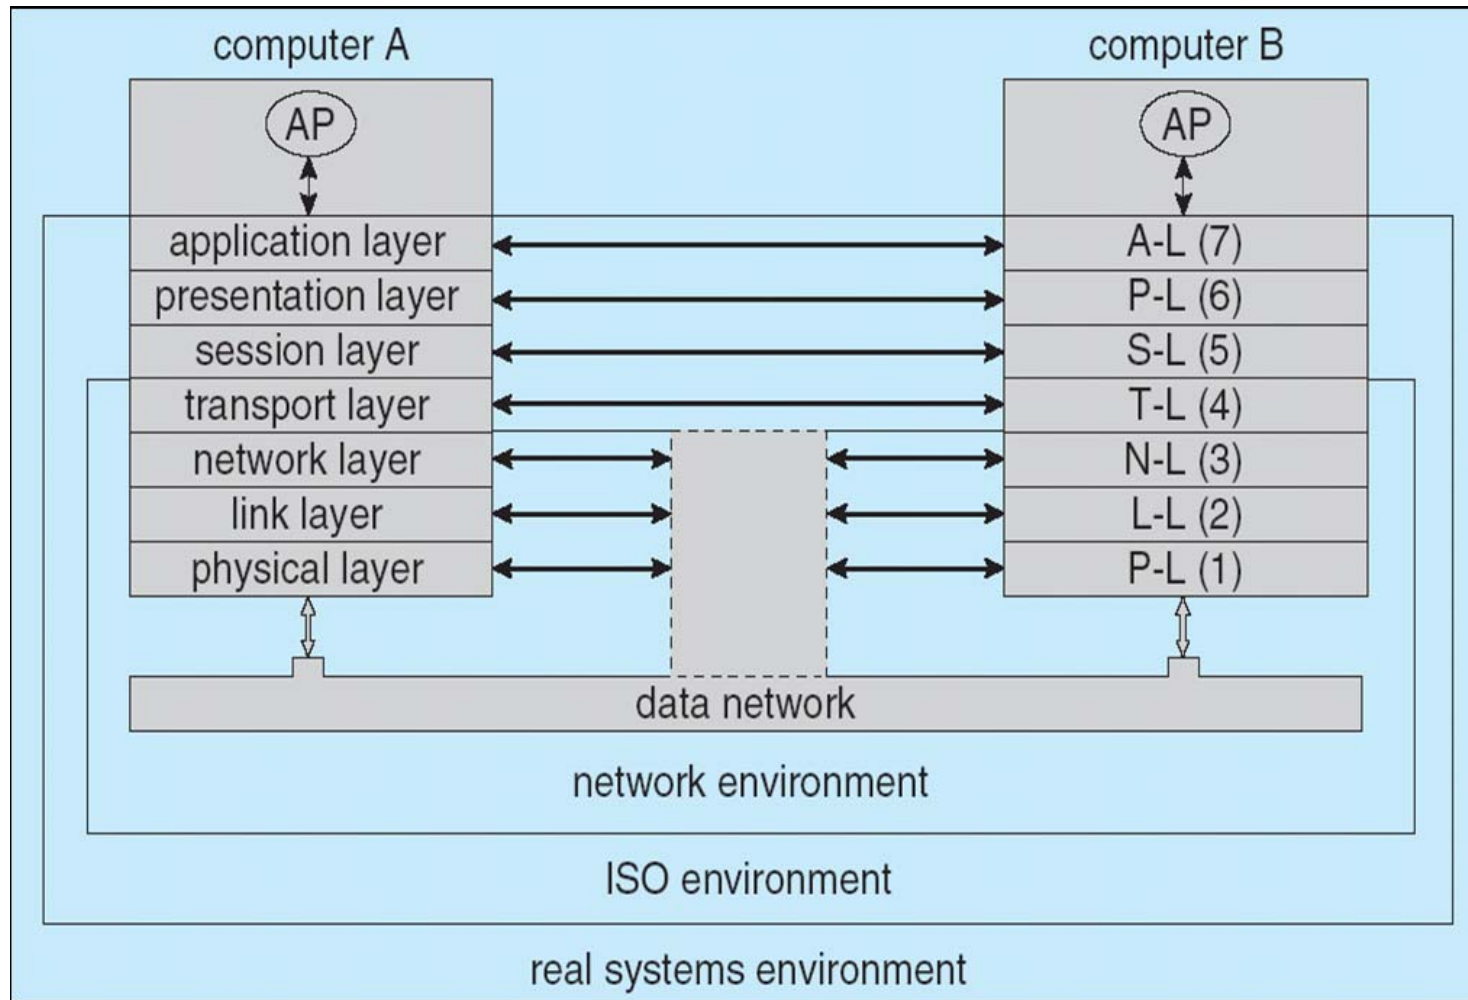 computer A
computer B
AP
AP
application layer
A-L (7)
presentation layer
P-L (6)
session layer
S-L (5)
transport layer
T-L (4)
network layer
N-L (3)
link layer
L-L (2)
physical layer
P-L (1)
data network
network environment
ISO environment
real systems environment